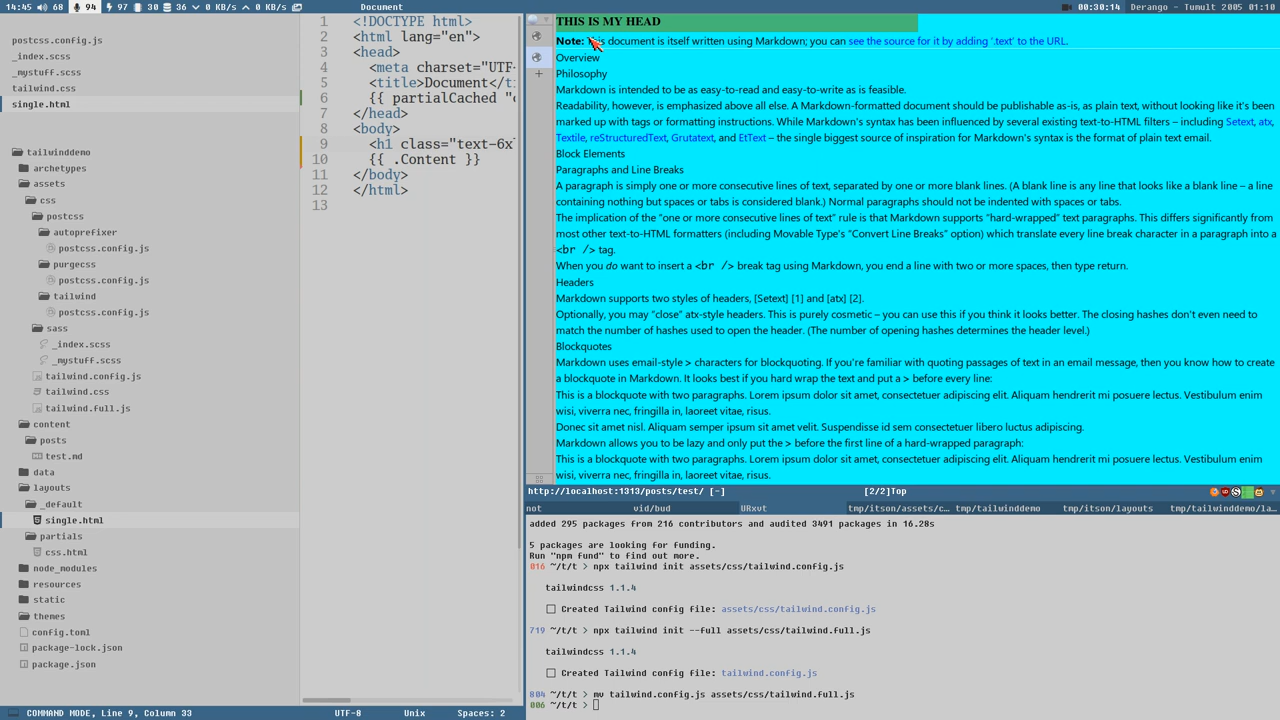 14:45 68 94 97 30 36 0 KB/s 0 KB/s
Document
00:30:14 Derango - Tumult 2005 01:10
postcss.config.js
_index.scss
_mystuff.scss
tailwind.css
single.html
tailwinddemo
archetypes
assets
css
postcss
autoprefixer
postcss.config.js
purgecss
postcss.config.js
tailwind
postcss.config.js
sass
_index.scss
_mystuff.scss
tailwind.config.js
tailwind.css
tailwind.full.js
content
posts
test.md
data
layouts
_default
single.html
partials
css.html
node_modules
resources
static
themes
config.toml
package-lock.json
package.json
1 <!DOCTYPE html>
2 <html lang="en">
3 <head>
4 <meta charset="UTF-
5 <title>Document</ti
6 {{ partialCached "c
7 </head>
8 <body>
9 <h1 class="text-6xl
10 {{ .Content }}
11 </body>
12 </html>
13
COMMAND MODE, Line 9, Column 33
UTF-8 Unix Spaces: 2
THIS IS MY HEAD
Note: This document is itself written using Markdown; you can see the source for it by adding '.text' to the URL.
Overview
Philosophy
Markdown is intended to be as easy-to-read and easy-to-write as is feasible.
Readability, however, is emphasized above all else. A Markdown-formatted document should be publishable as-is, as plain text, without looking like it's been
marked up with tags or formatting instructions. While Markdown's syntax has been influenced by several existing text-to-HTML filters – including Setext, atx,
Textile, reStructuredText, Grutatext, and EtText – the single biggest source of inspiration for Markdown's syntax is the format of plain text email.
Block Elements
Paragraphs and Line Breaks
A paragraph is simply one or more consecutive lines of text, separated by one or more blank lines. (A blank line is any line that looks like a blank line – a line
containing nothing but spaces or tabs is considered blank.) Normal paragraphs should not be indented with spaces or tabs.
The implication of the "one or more consecutive lines of text" rule is that Markdown supports "hard-wrapped" text paragraphs. This differs significantly from
most other text-to-HTML formatters (including Movable Type's "Convert Line Breaks" option) which translate every line break character in a paragraph into a
<br /> tag.
When you do want to insert a <br /> break tag using Markdown, you end a line with two or more spaces, then type return.
Headers
Markdown supports two styles of headers, [Setext] [1] and [atx] [2].
Optionally, you may "close" atx-style headers. This is purely cosmetic – you can use this if you think it looks better. The closing hashes don't even need to
match the number of hashes used to open the header. (The number of opening hashes determines the header level.)
Blockquotes
Markdown uses email-style > characters for blockquoting. If you're familiar with quoting passages of text in an email message, then you know how to create
a blockquote in Markdown. It looks best if you hard wrap the text and put a > before every line:
This is a blockquote with two paragraphs. Lorem ipsum dolor sit amet, consectetuer adipiscing elit. Aliquam hendrerit mi posuere lectus. Vestibulum enim
wisi, viverra nec, fringilla in, laoreet vitae, risus.
Donec sit amet nisl. Aliquam semper ipsum sit amet velit. Suspendisse id sem consectetuer libero luctus adipiscing.
Markdown allows you to be lazy and only put the > before the first line of a hard-wrapped paragraph:
This is a blockquote with two paragraphs. Lorem ipsum dolor sit amet, consectetuer adipiscing elit. Aliquam hendrerit mi posuere lectus. Vestibulum enim
wisi, viverra nec, fringilla in, laoreet vitae, risus.
http://localhost:1313/posts/test/ [-] [2/2]Top
not vid/bud URxvt tmp/itson/assets/c... tmp/tailwinddemo tmp/itson/layouts tmp/tailwinddemo/la...
added 295 packages from 216 contributors and audited 3491 packages in 16.28s
5 packages are looking for funding.
Run "npm fund" to find out more.
016 ~/t/t > npx tailwind init assets/css/tailwind.config.js
tailwindcss 1.1.4
Created Tailwind config file: assets/css/tailwind.config.js
719 ~/t/t > npx tailwind init --full assets/css/tailwind.full.js
tailwindcss 1.1.4
Created Tailwind config file: tailwind.config.js
804 ~/t/t > mv tailwind.config.js assets/css/tailwind.full.js
006 ~/t/t >